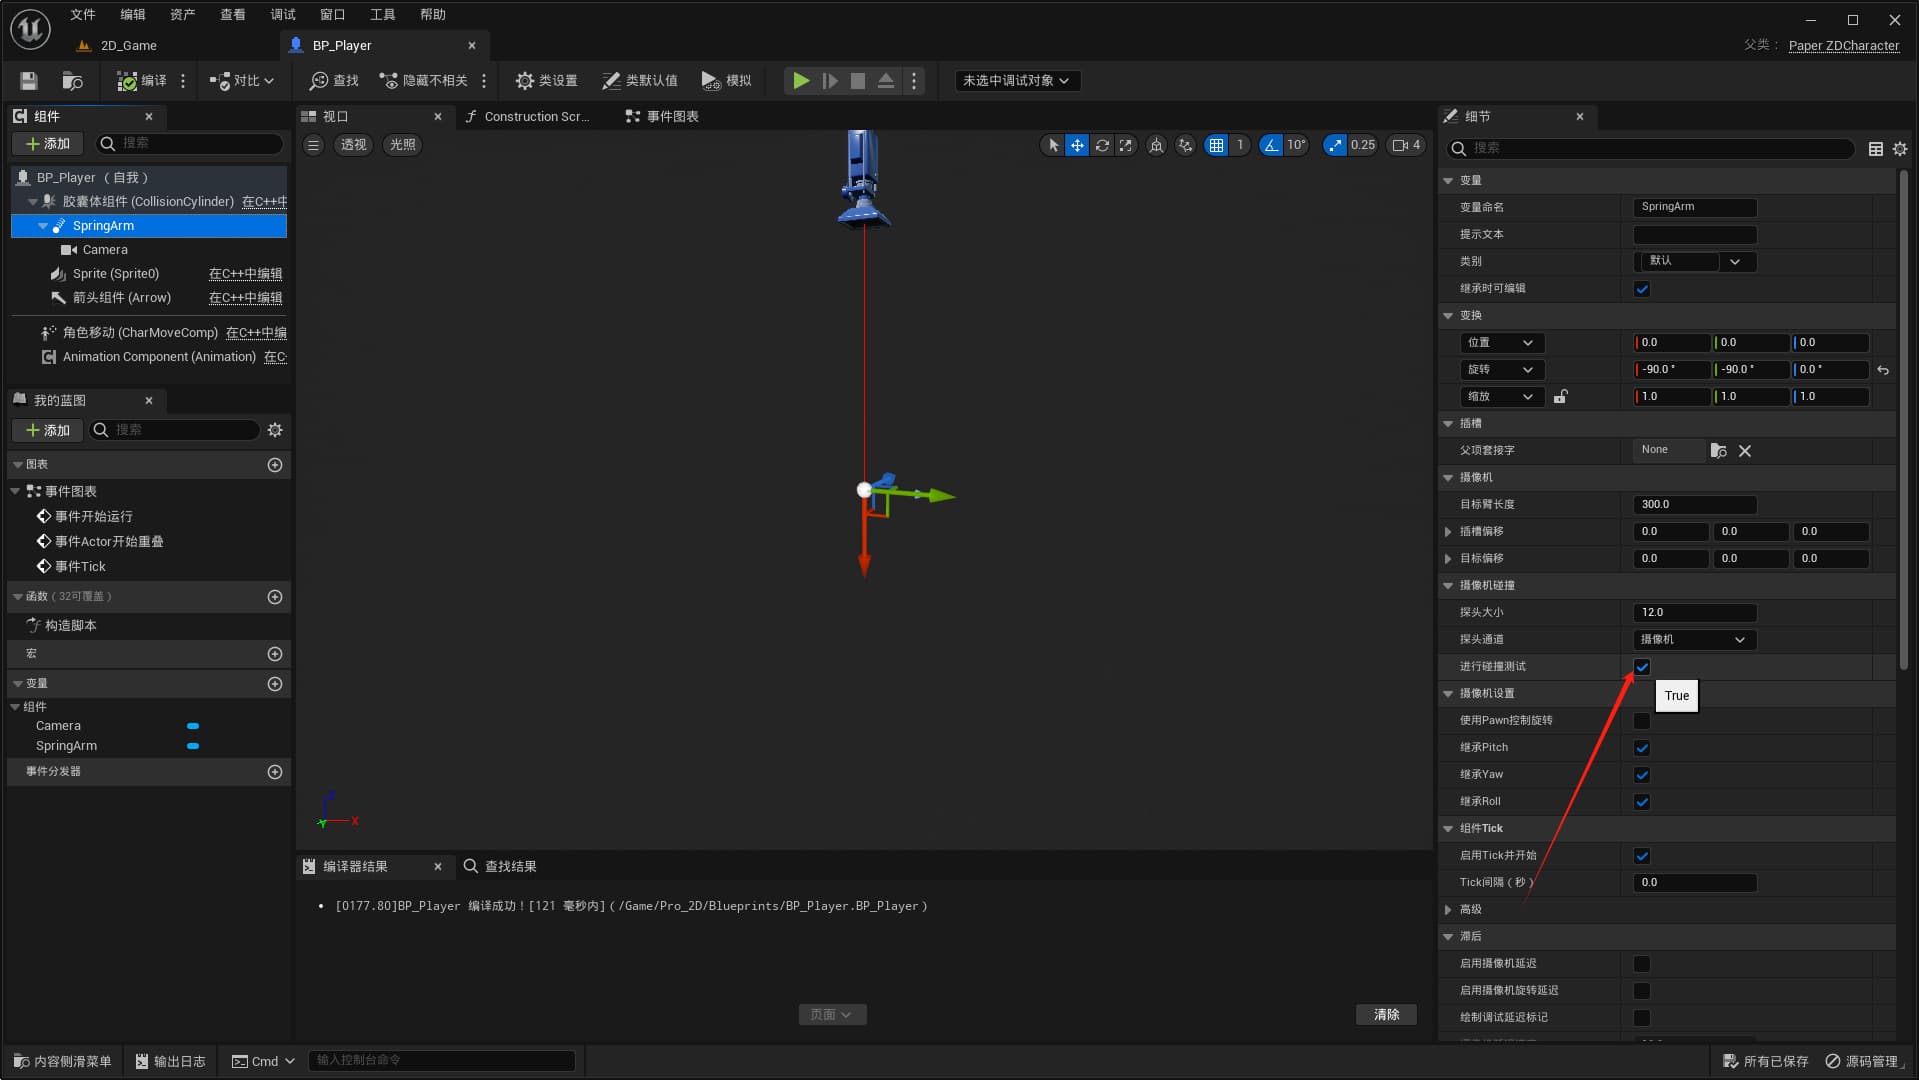 文件 编辑 资产 查看 调试 窗口 工具 帮助
2D_Game
BP_Player
父类：
Paper ZDCharacter
编译
对比
查找
隐藏不相关
类设置
类默认值
模拟
未选中调试对象
组件
添加
搜索
BP_Player （自我）
胶囊体组件 (CollisionCylinder) 在C++中
SpringArm
Camera
Sprite (Sprite0) 在C++中编辑
箭头组件 (Arrow) 在C++中编辑
角色移动 (CharMoveComp) 在C++中编
Animation Component (Animation) 在C
我的蓝图
添加
搜索
图表
事件图表
事件开始运行
事件Actor开始重叠
事件Tick
函数（32可覆盖）
构造脚本
宏
变量
组件
Camera
SpringArm
事件分发器
视口
Construction Scr...
事件图表
透视
光照
1
10°
0.25
4
Z
Y
X
编译器结果
查找结果
• [0177.80]BP_Player 编译成功！[121 毫秒内]（/Game/Pro_2D/Blueprints/BP_Player.BP_Player）
页面
清除
细节
搜索
变量
变量命名 SpringArm
提示文本
类别 默认
继承时可编辑
变换
位置 0.0 0.0 0.0
旋转 -90.0 ° -90.0 ° 0.0 °
缩放 1.0 1.0 1.0
插槽
父项套接字 None
摄像机
目标臂长度 300.0
插槽偏移 0.0 0.0 0.0
目标偏移 0.0 0.0 0.0
摄像机碰撞
探头大小 12.0
探头通道 摄像机
进行碰撞测试
True
摄像机设置
使用Pawn控制旋转
继承Pitch
继承Yaw
继承Roll
组件Tick
启用Tick并开始
Tick间隔（秒） 0.0
高级
滞后
启用摄像机延迟
启用摄像机旋转延迟
绘制调试延迟标记
内容侧滑菜单
输出日志
Cmd
输入控制台命令
所有已保存
源码管理